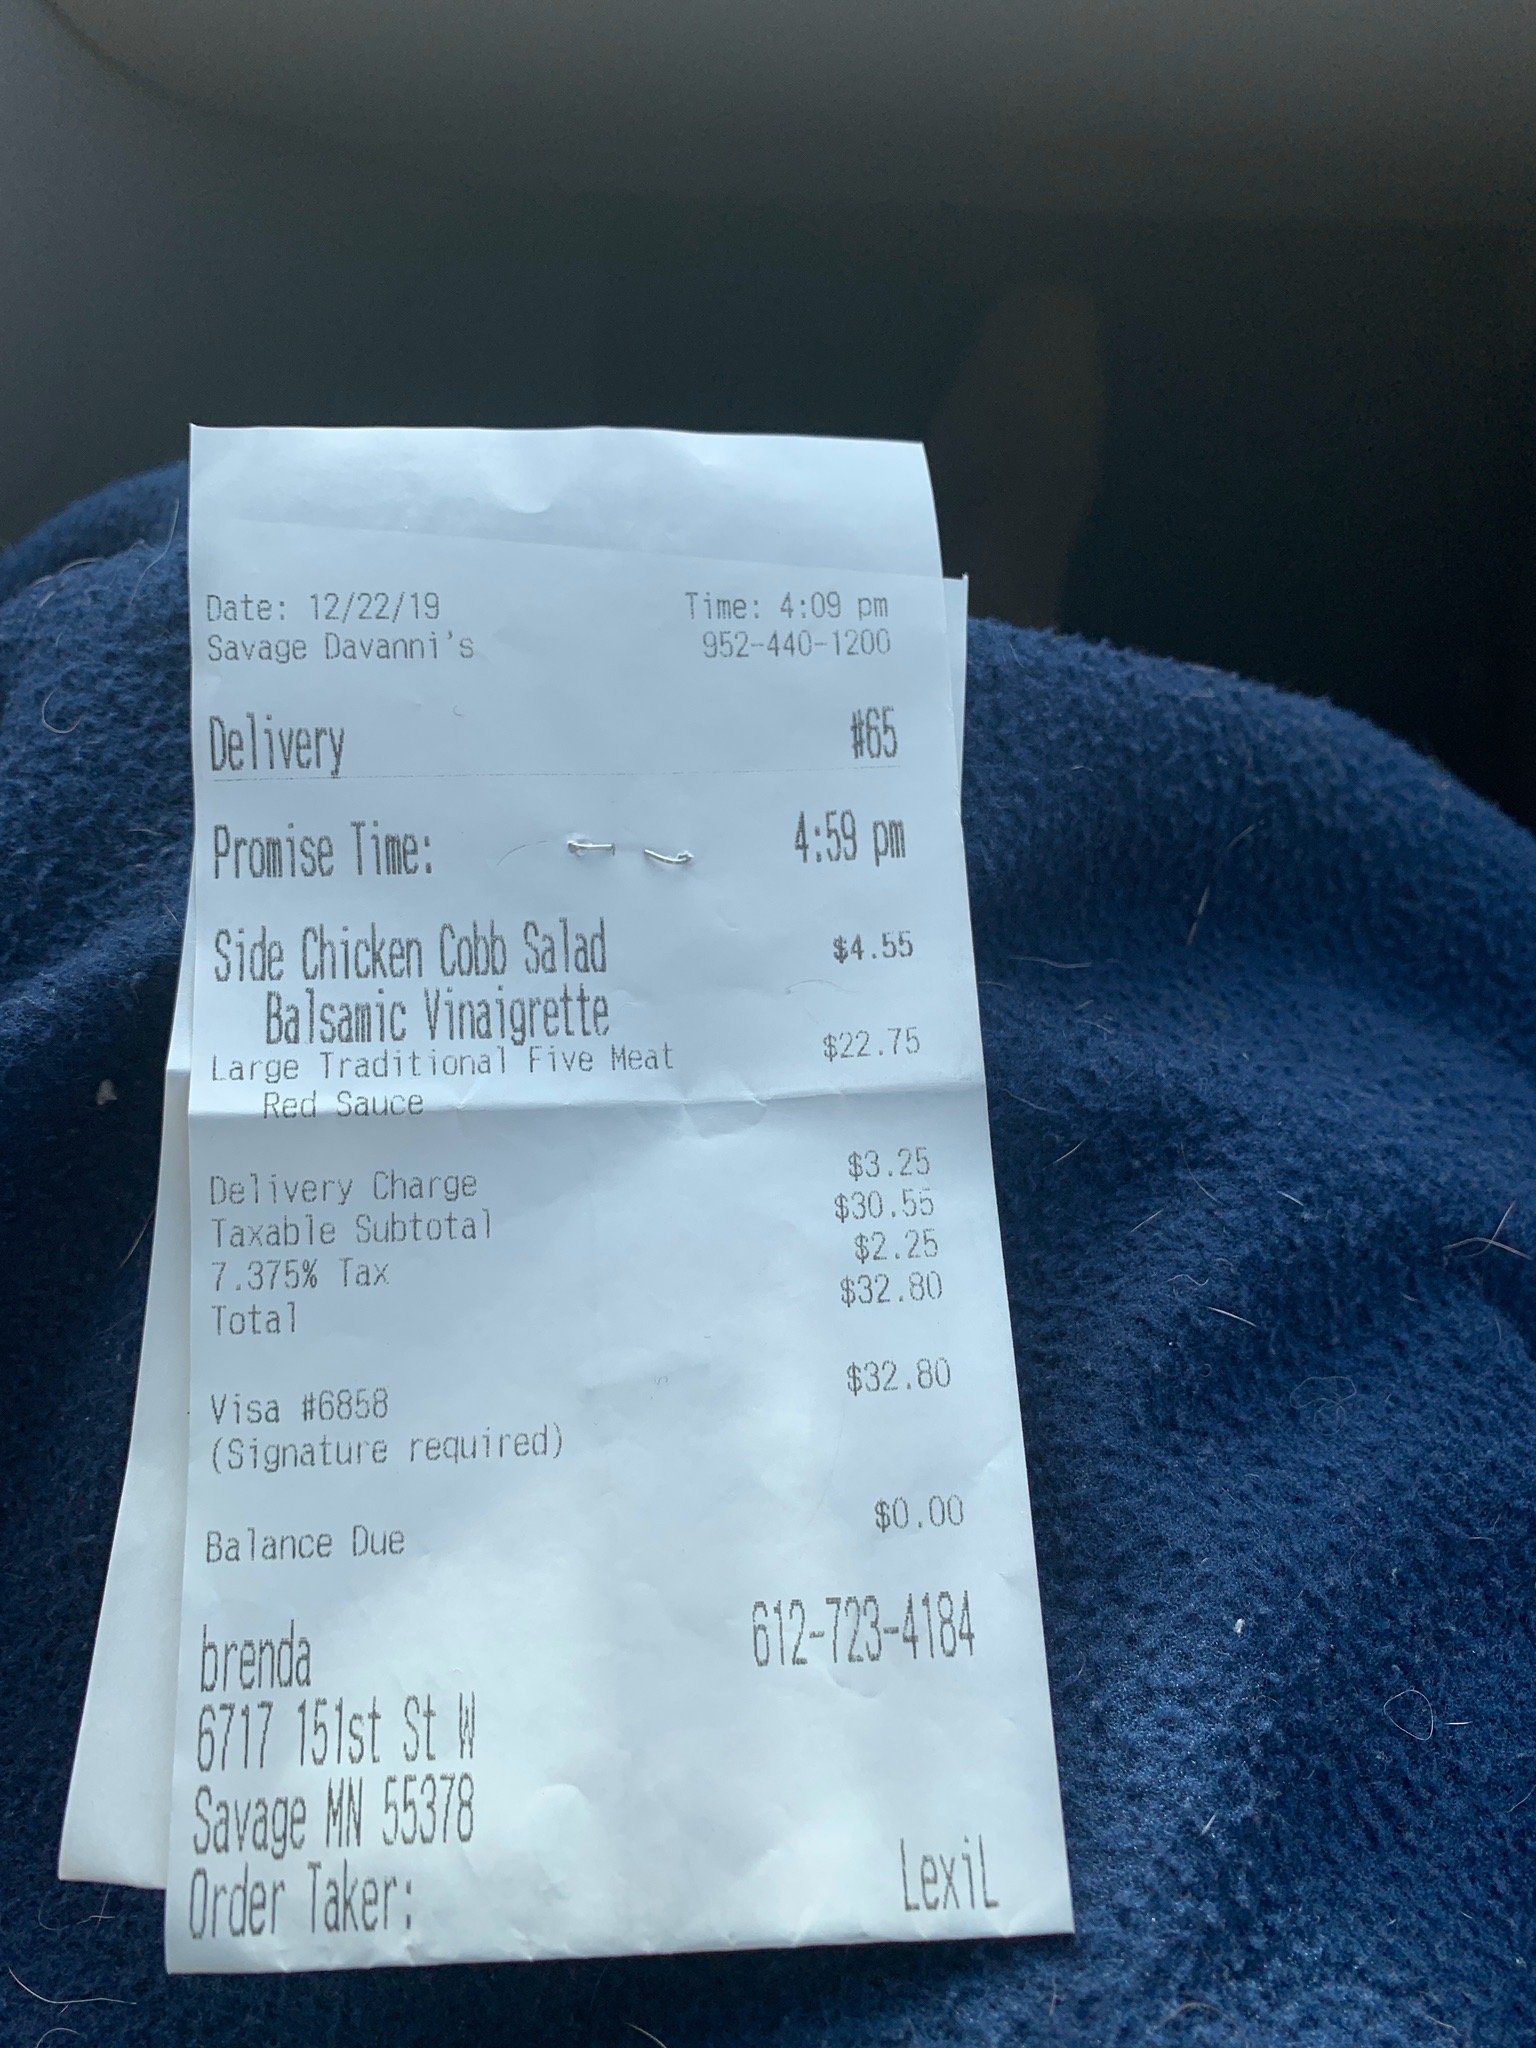 Date: 12/22/19 Time: 4:09 pm
Savage Davanni's 952-440-1200
Delivery #65
Promise Time: 4:59 pm
Side Chicken Cobb Salad $4.55
Balsamic Vinaigrette
Large Traditional Five Meat $22.75
Red Sauce
Delivery Charge $3.25
Taxable Subtotal $30.55
7.375% Tax $2.25
Total $32.80
Visa #6858 $32.80
(Signature required)
Balance Due $0.00
brenda 612-723-4184
6717 151st St W
Savage MN 55378
Order Taker: LexiL